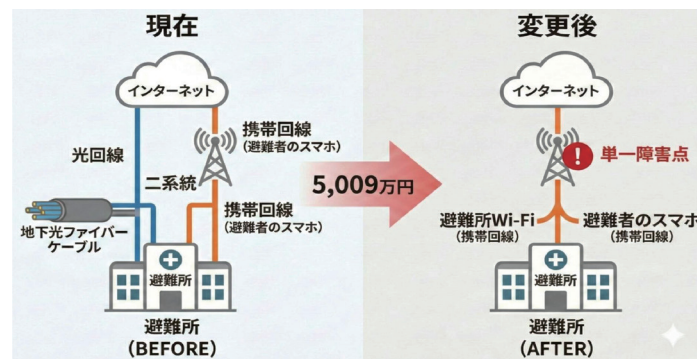 現在
インターネット
光回線
携帯回線
(避難者のスマホ)
二系統
地下光ファイバー
ケーブル
携帯回線
(避難者のスマホ)
避難所
避難所
(BEFORE)
5,009万円
変更後
インターネット
単一障害点
避難所Wi-Fi
(携帯回線)
避難者のスマホ
(携帯回線)
避難所
避難所
(AFTER)